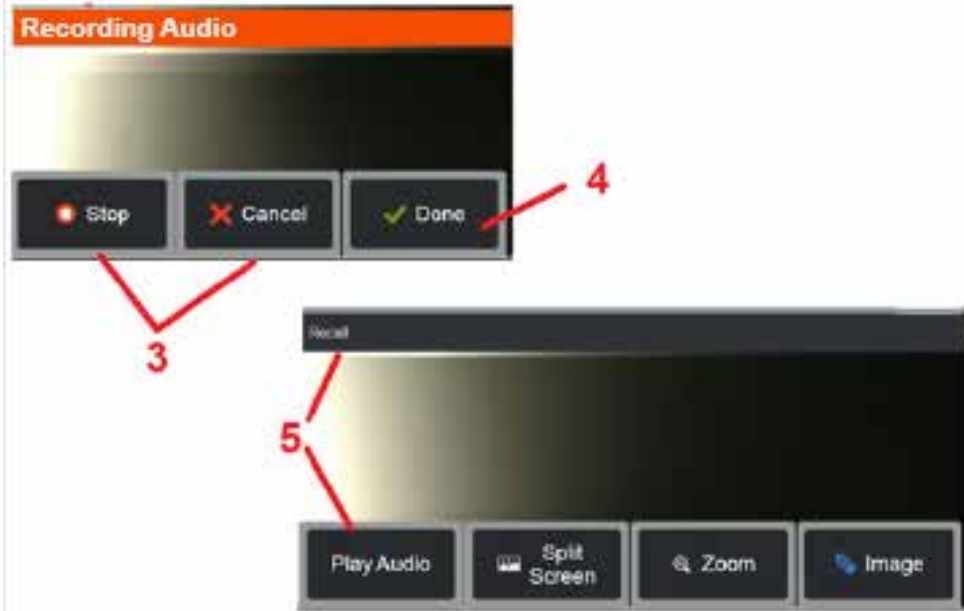 Recording Audio
Stop
Cancel
Done
4
3
Recall
5
Play Audio
Split
Screen
Zoom
Image